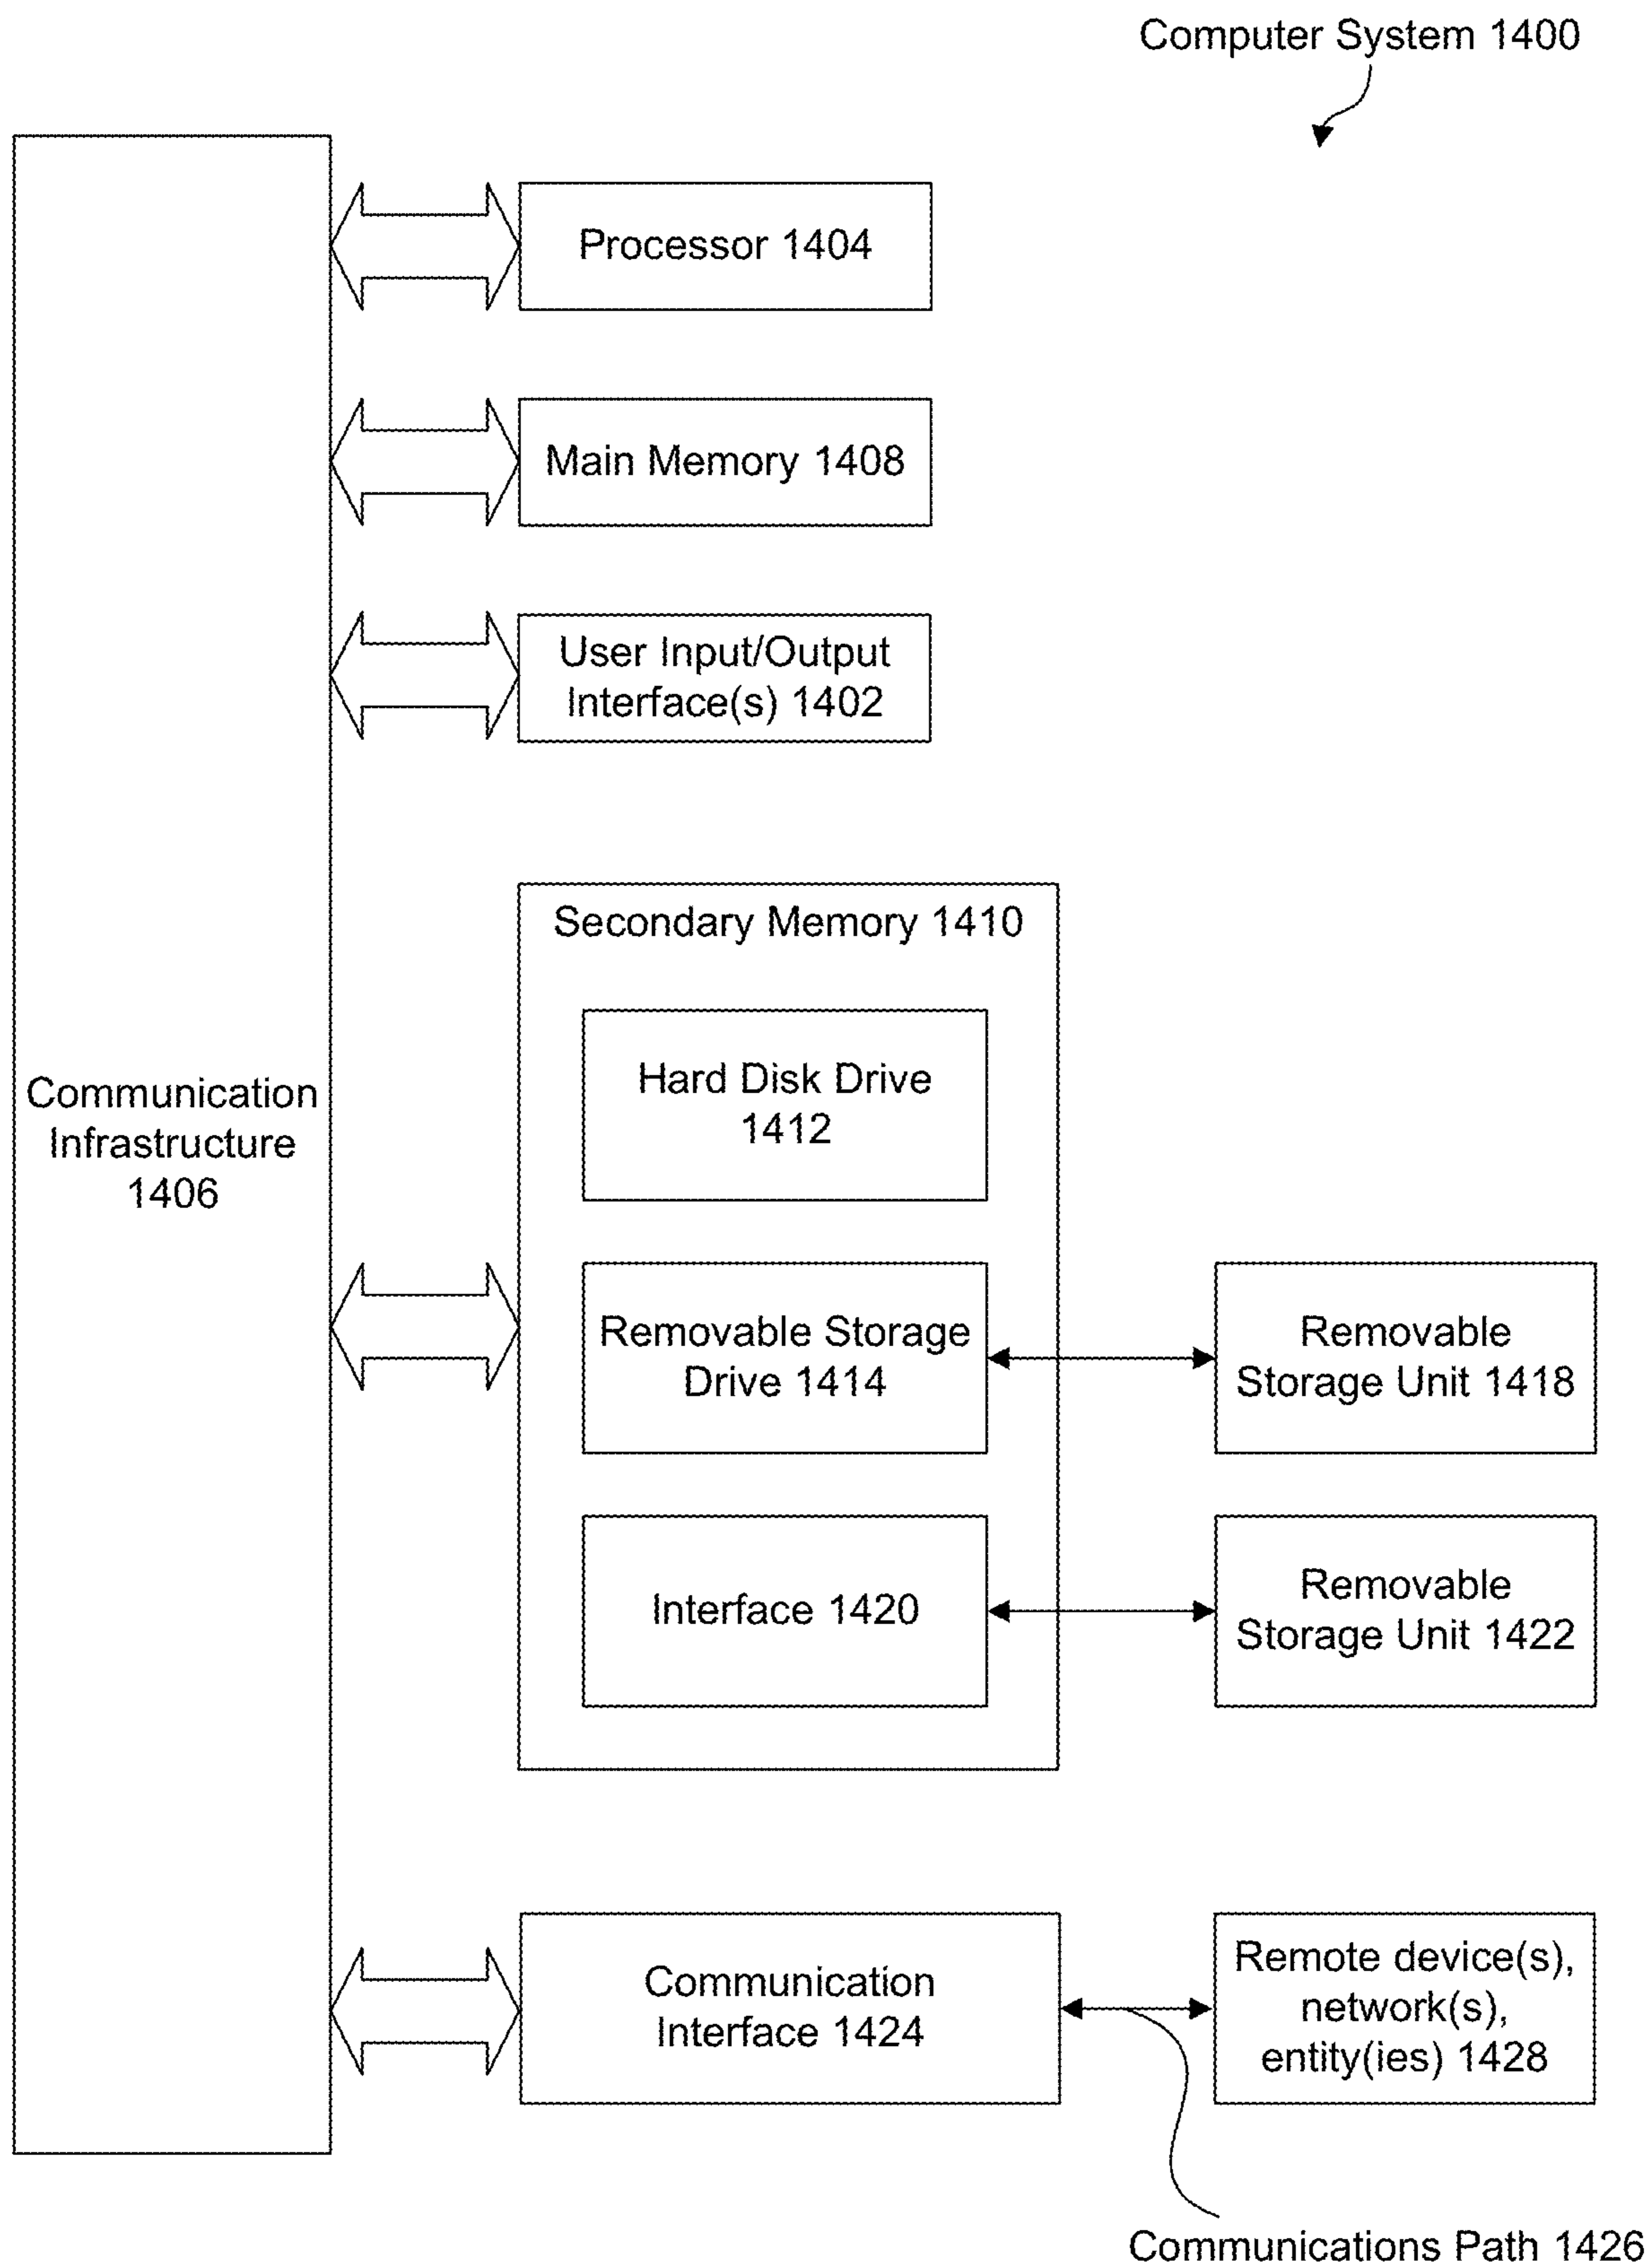 Computer System 1400
Processor 1404
Main Memory 1408
User Input/Output
Interface(s) 1402
Secondary Memory 1410
Hard Disk Drive
1412
Communication
Infrastructure
1406
Removable Storage
Drive 1414
Removable
Storage Unit 1418
Interface 1420
Removable
Storage Unit 1422
Communication
Interface 1424
Remote device(s),
network(s),
entity(ies) 1428
Communications Path 1426